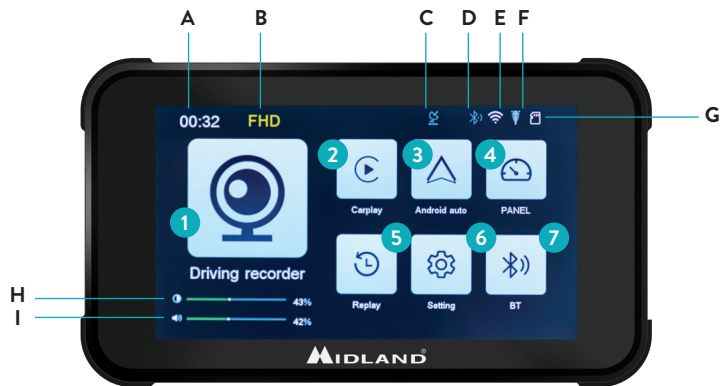 A B C D E F
G
00:32 FHD
2 3 4
Carplay Android auto PANEL
1
5 6 7
Driving recorder
Replay Setting BT
H 43%
I 42%
MIDLAND®